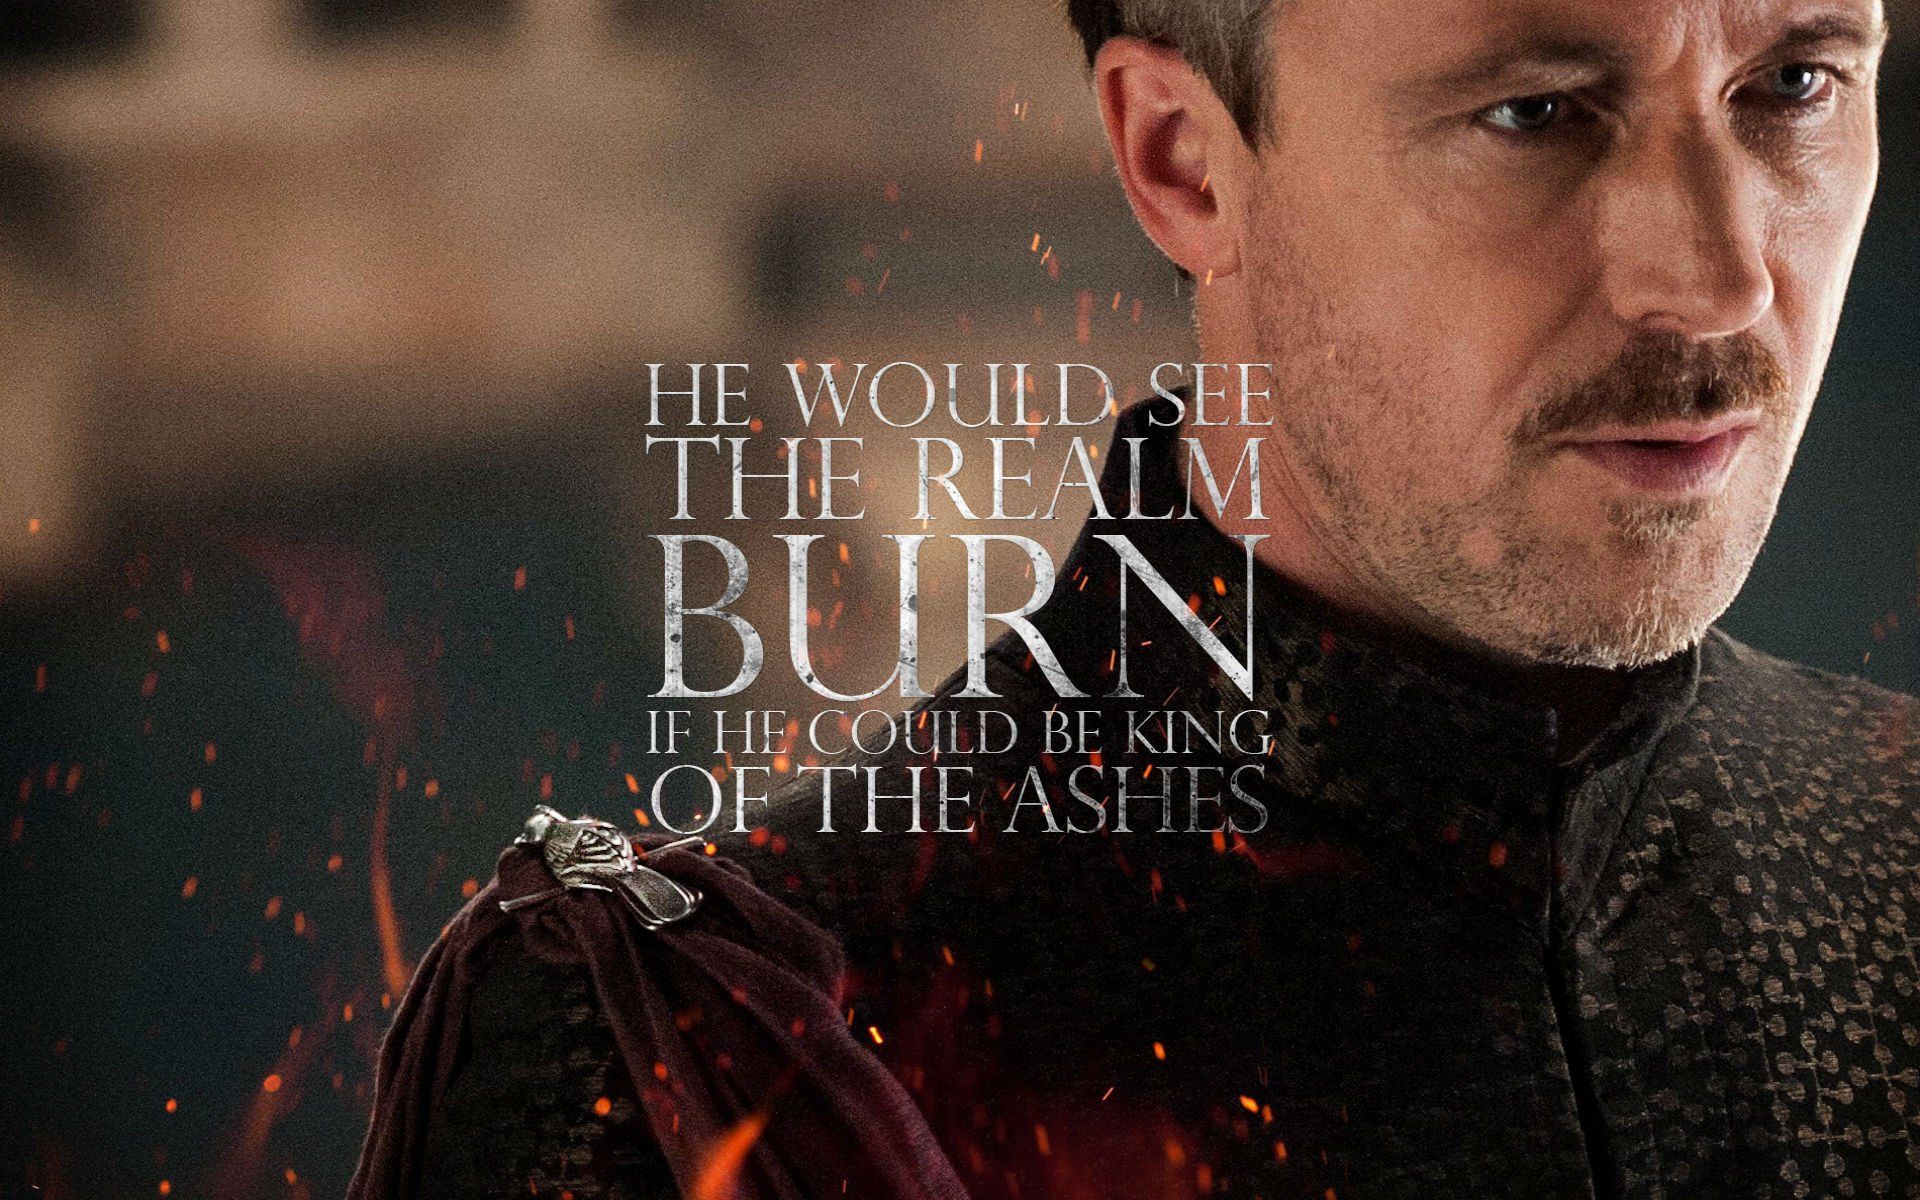 HE WOULD SEE
THE REALM
BURN
IF HE COULD BE KING
OF THE ASHES